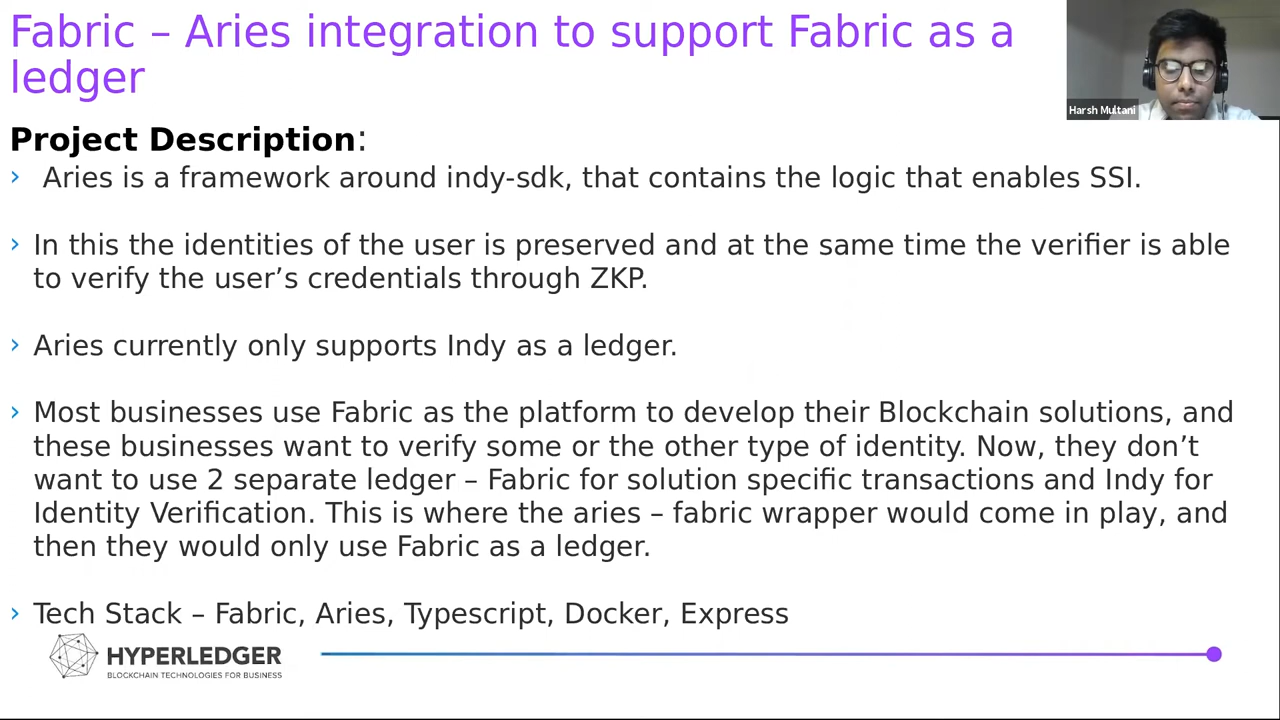 Fabric – Aries integration to support Fabric as a
ledger
Harsh Multani
Project Description:
› Aries is a framework around indy-sdk, that contains the logic that enables SSI.
› In this the identities of the user is preserved and at the same time the verifier is able
to verify the user’s credentials through ZKP.
› Aries currently only supports Indy as a ledger.
› Most businesses use Fabric as the platform to develop their Blockchain solutions, and
these businesses want to verify some or the other type of identity. Now, they don’t
want to use 2 separate ledger – Fabric for solution specific transactions and Indy for
Identity Verification. This is where the aries – fabric wrapper would come in play, and
then they would only use Fabric as a ledger.
› Tech Stack – Fabric, Aries, Typescript, Docker, Express
HYPERLEDGER
BLOCKCHAIN TECHNOLOGIES FOR BUSINESS